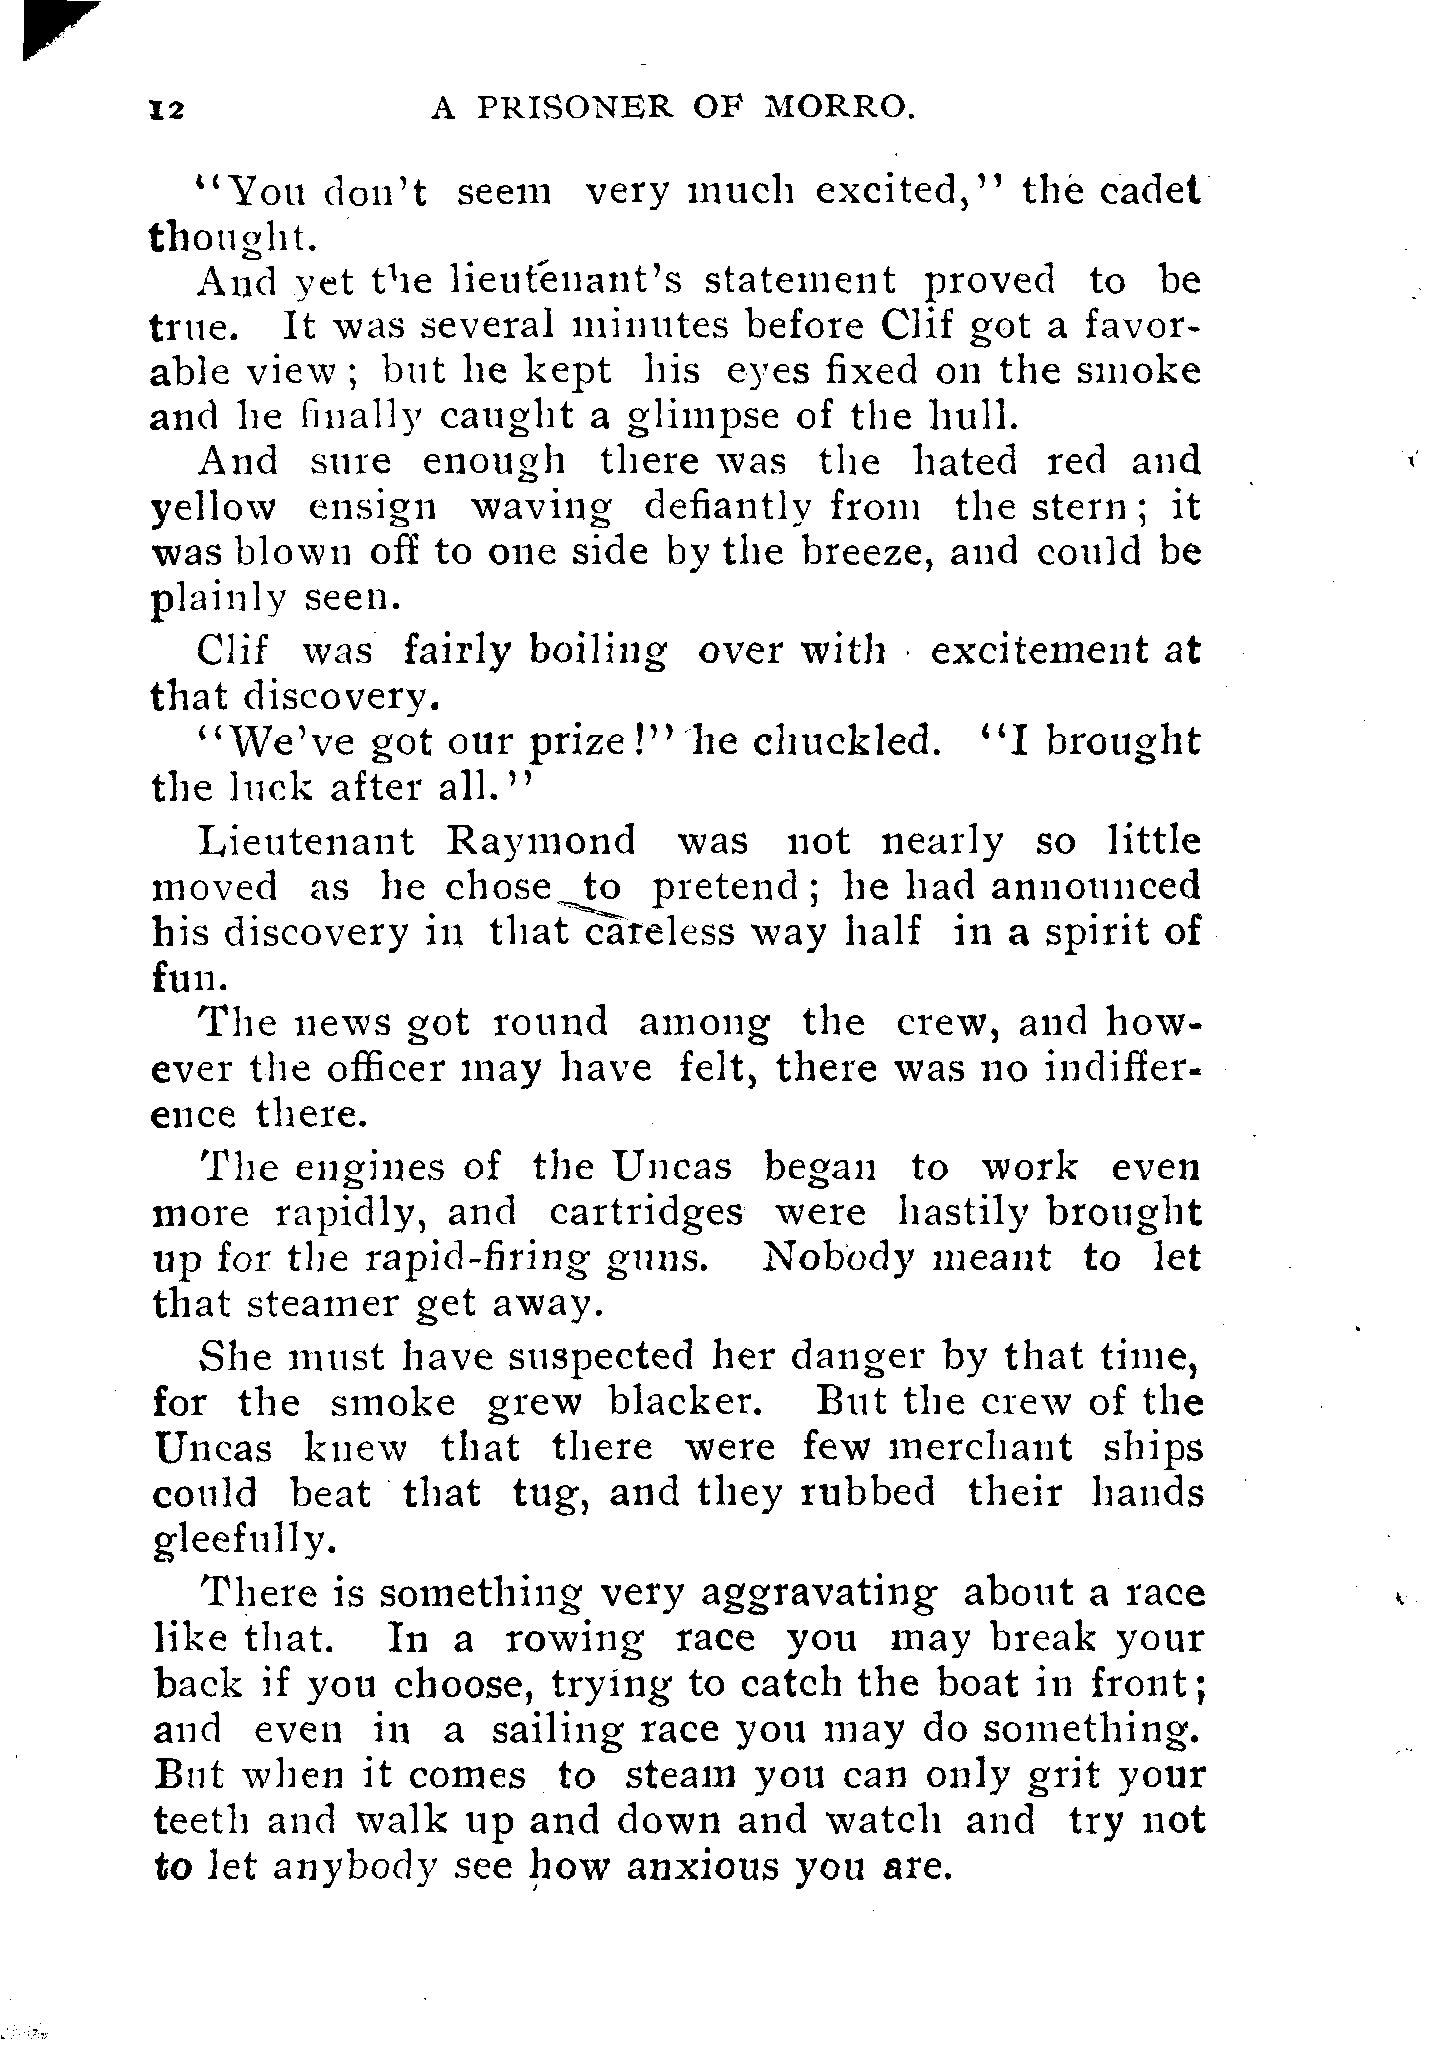 12 A PRISONER OF MORRO.
"You don't seem very much excited," the cadet
thought.
And yet the lieutenant's statement proved to be
true. It was several minutes before Clif got a favor-
able view; but he kept his eyes fixed on the smoke
and he finally caught a glimpse of the hull.
And sure enough there was the hated red and
yellow ensign waving defiantly from the stern; it
was blown off to one side by the breeze, and could be
plainly seen.
Clif was fairly boiling over with excitement at
that discovery.
"We've got our prize!" he chuckled. "I brought
the luck after all."
Lieutenant Raymond was not nearly so little
moved as he chose to pretend; he had announced
his discovery in that careless way half in a spirit of
fun.
The news got round among the crew, and how-
ever the officer may have felt, there was no indiffer-
ence there.
The engines of the Uncas began to work even
more rapidly, and cartridges were hastily brought
up for the rapid-firing guns. Nobody meant to let
that steamer get away.
She must have suspected her danger by that time,
for the smoke grew blacker. But the crew of the
Uncas knew that there were few merchant ships
could beat that tug, and they rubbed their hands
gleefully.
There is something very aggravating about a race
like that. In a rowing race you may break your
back if you choose, trying to catch the boat in front;
and even in a sailing race you may do something.
But when it comes to steam you can only grit your
teeth and walk up and down and watch and try not
to let anybody see how anxious you are.